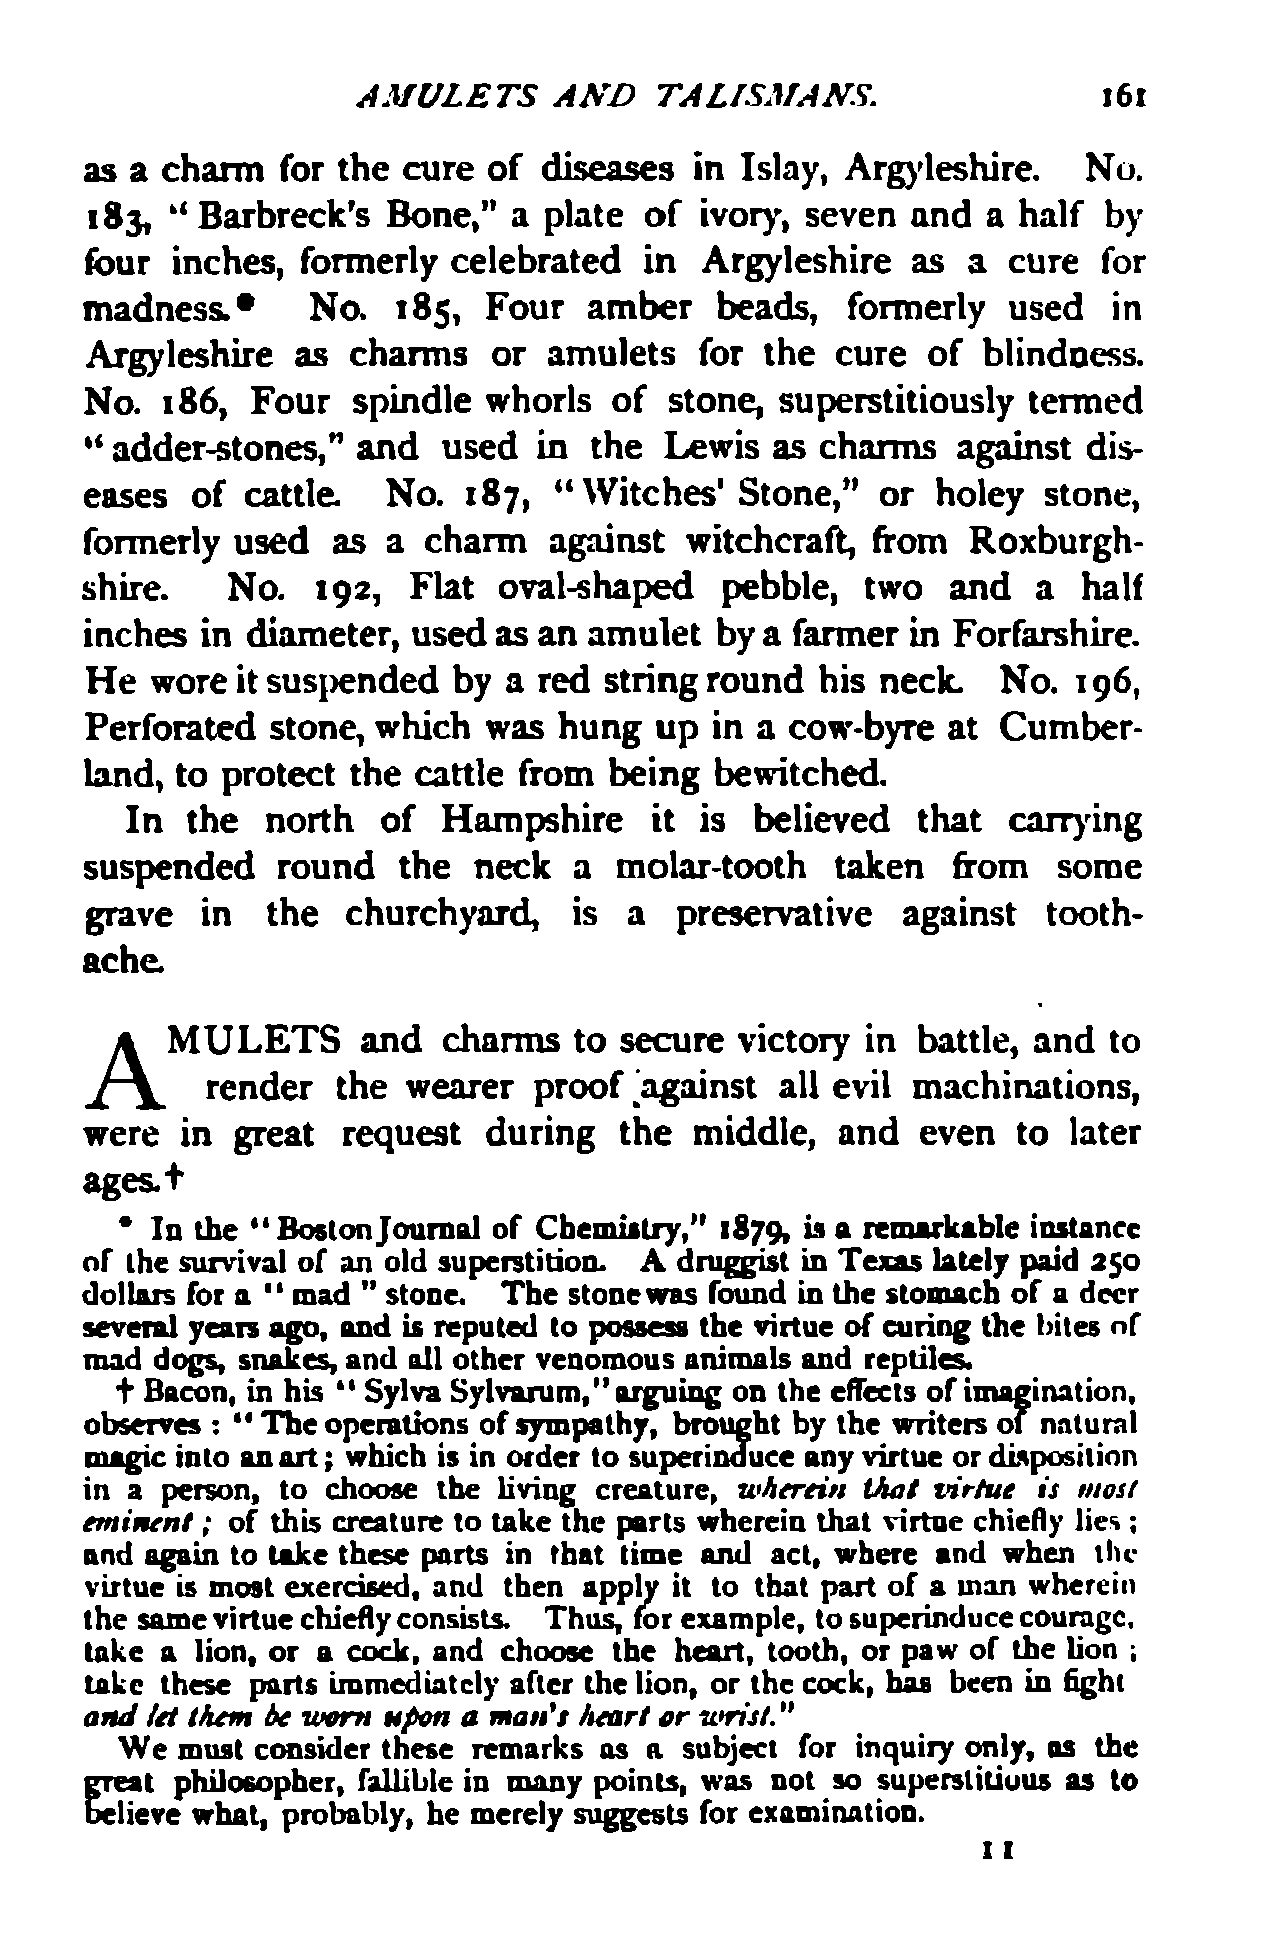 AMULETS AND TALISMANS. 161
as a charm for the cure of diseases in Islay, Argyleshire. No.
183, "Barbreck's Bone," a plate of ivory, seven and a half by
four inches, formerly celebrated in Argyleshire as a cure for
madness.* No. 185, Four amber beads, formerly used in
Argyleshire as charms or amulets for the cure of blindness.
No. 186, Four spindle whorls of stone, superstitiously termed
"adder-stones," and used in the Lewis as charms against dis-
eases of cattle. No. 187, "Witches' Stone," or holey stone,
formerly used as a charm against witchcraft, from Roxburgh-
shire. No. 192, Flat oval-shaped pebble, two and a half
inches in diameter, used as an amulet by a farmer in Forfarshire.
He wore it suspended by a red string round his neck. No. 196,
Perforated stone, which was hung up in a cow-byre at Cumber-
land, to protect the cattle from being bewitched.
In the north of Hampshire it is believed that carrying
suspended round the neck a molar-tooth taken from some
grave in the churchyard, is a preservative against tooth-
ache.
AMULETS and charms to secure victory in battle, and to
render the wearer proof against all evil machinations,
were in great request during the middle, and even to later
ages.†
* In the "Boston Journal of Chemistry," 1879, is a remarkable instance
of the survival of an old superstition. A druggist in Texas lately paid 250
dollars for a "mad" stone. The stone was found in the stomach of a deer
several years ago, and is reputed to possess the virtue of curing the bites of
mad dogs, snakes, and all other venomous animals and reptiles.
† Bacon, in his "Sylva Sylvarum," arguing on the effects of imagination,
observes: "The operations of sympathy, brought by the writers of natural
magic into an art; which is in order to superinduce any virtue or disposition
in a person, to choose the living creature, wherein that virtue is most
eminent; of this creature to take the parts wherein that virtue chiefly lies;
and again to take these parts in that time and act, where and when the
virtue is most exercised, and then apply it to that part of a man wherein
the same virtue chiefly consists. Thus, for example, to superinduce courage,
take a lion, or a cock, and choose the heart, tooth, or paw of the lion;
take these parts immediately after the lion, or the cock, has been in fight
and let them be worn upon a man's heart or wrist."
We must consider these remarks as a subject for inquiry only, as the
great philosopher, fallible in many points, was not so superstitious as to
believe what, probably, he merely suggests for examination.
11